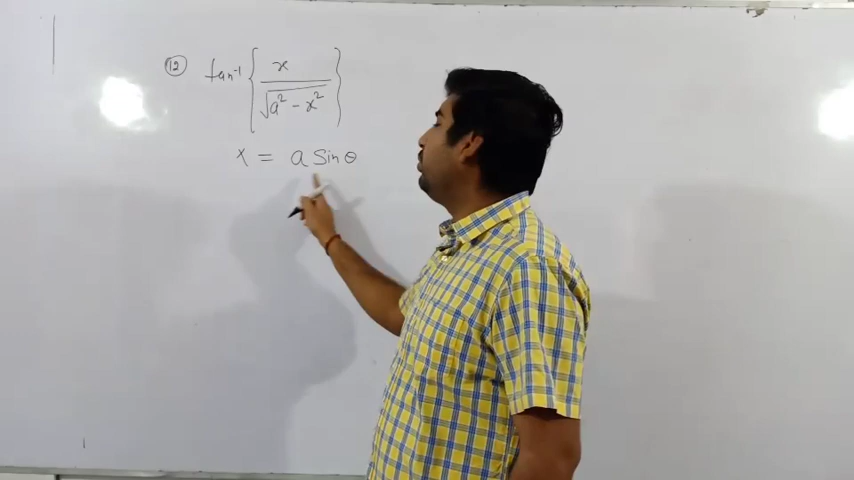 (12) tan⁻¹ { x / √(a² - x²) }
x = a Sin θ